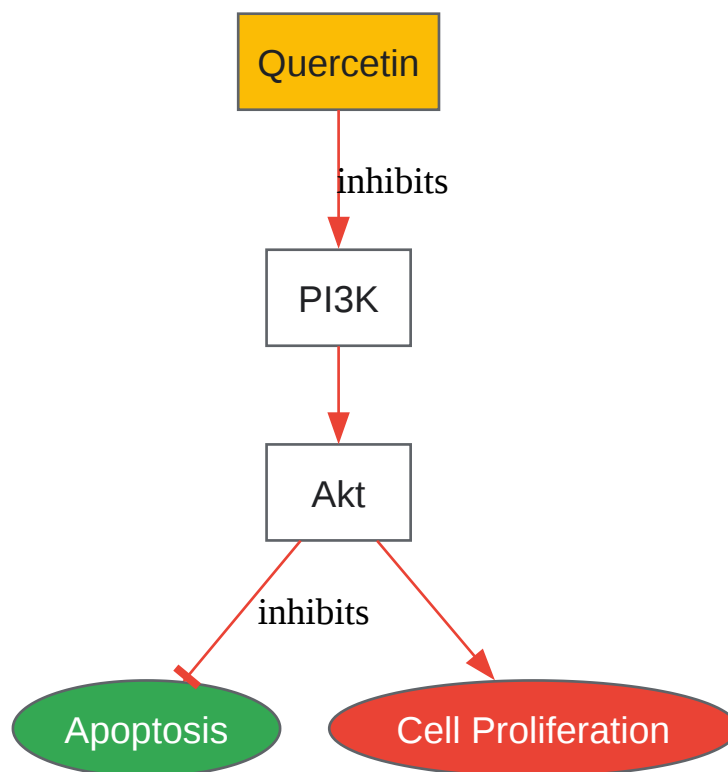 Quercetin
inhibits
PI3K
Akt
inhibits
Apoptosis
Cell Proliferation